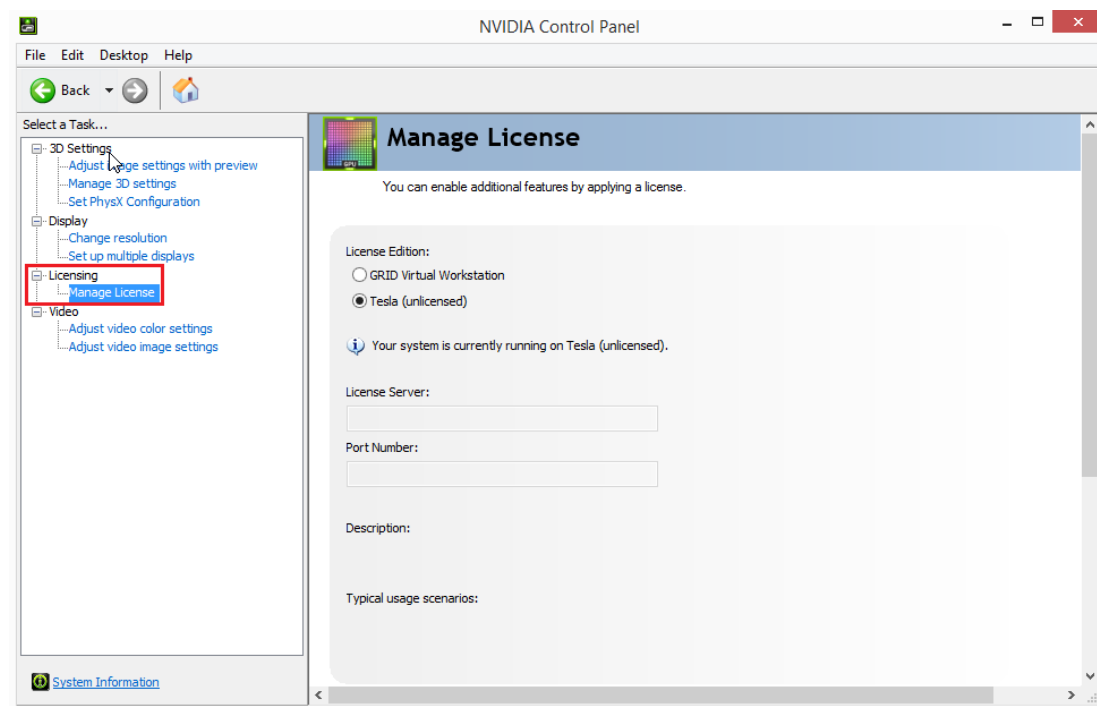 NVIDIA Control Panel
File Edit Desktop Help
Back
Select a Task...
3D Settings
Adjust image settings with preview
Manage 3D settings
Set PhysX Configuration
Display
Change resolution
Set up multiple displays
Licensing
Manage License
Video
Adjust video color settings
Adjust video image settings
System Information
Manage License
You can enable additional features by applying a license.
License Edition:
GRID Virtual Workstation
Tesla (unlicensed)
Your system is currently running on Tesla (unlicensed).
License Server:
Port Number:
Description:
Typical usage scenarios: